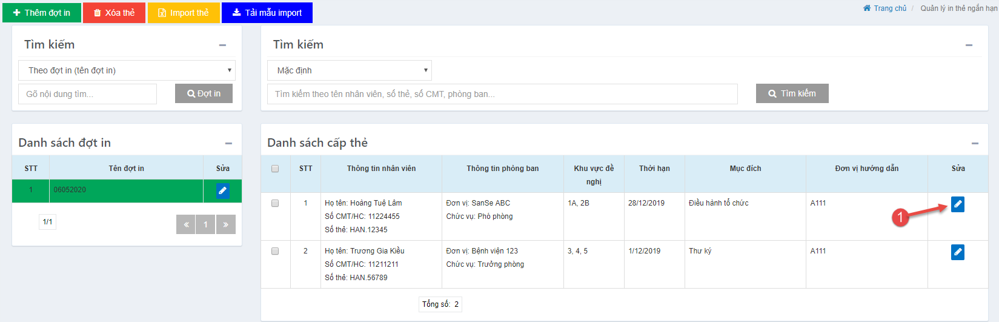 Thêm đợt in
Xóa thẻ
Import thẻ
Tải mẫu import
Trang chủ / Quản lý in thẻ ngắn hạn
Tìm kiếm
Theo đợt in (tên đợt in)
Gõ nội dung tìm...
Đợt in
Tìm kiếm
Mặc định
Tìm kiếm theo tên nhân viên, số thẻ, số CMT, phòng ban...
Tìm kiếm
Danh sách đợt in
STT Tên đợt in Sửa
1 06052020
1/1
« 1 »
Danh sách cấp thẻ
STT Thông tin nhân viên Thông tin phòng ban Khu vực đề nghị Thời hạn Mục đích Đơn vị hướng dẫn Sửa
1 Họ tên: Hoàng Tuệ Lâm Đơn vị: SanSe ABC 1A, 2B 28/12/2019 Điều hành tổ chức A111
Số CMT/HC: 11224455 Chức vụ: Phó phòng
Số thẻ: HAN.12345
1
2 Họ tên: Trương Gia Kiều Đơn vị: Bệnh viện 123 3, 4, 5 1/12/2019 Thư ký A111
Số CMT/HC: 11211211 Chức vụ: Trưởng phòng
Số thẻ: HAN.56789
Tổng số: 2